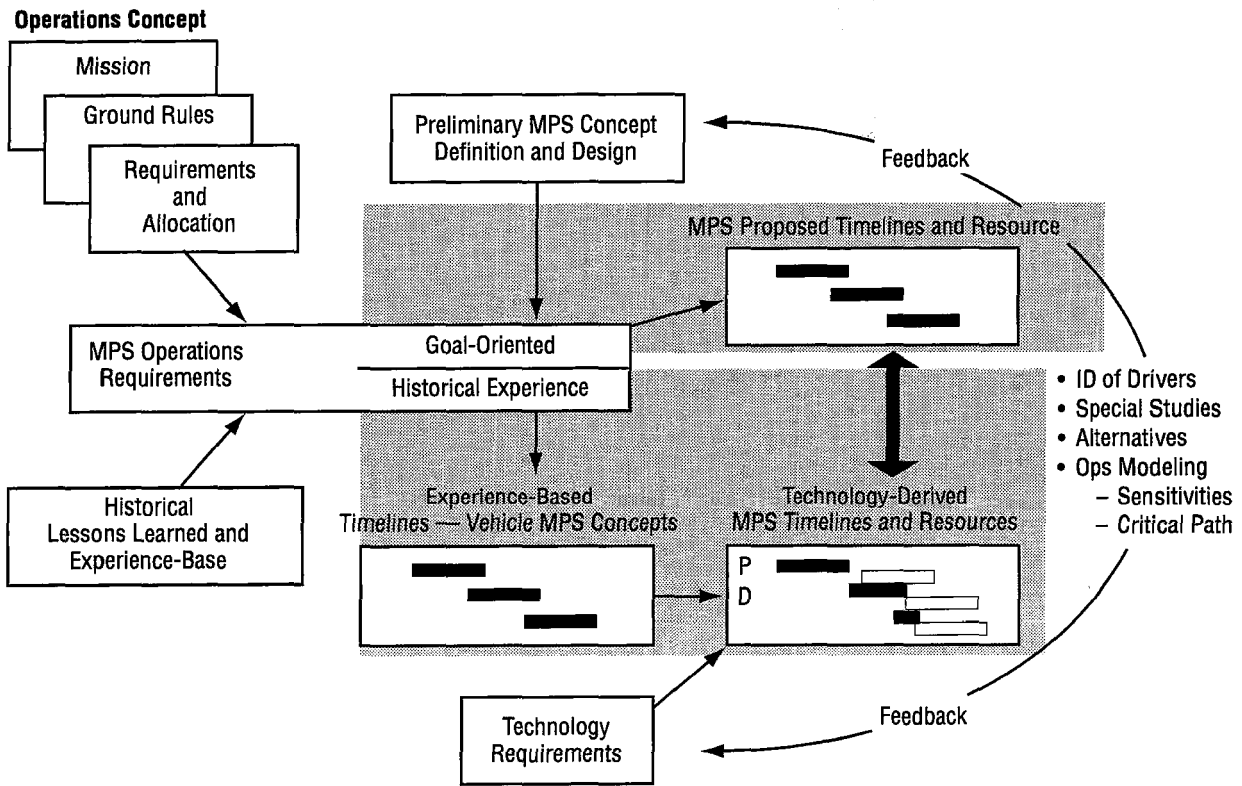 Operations Concept
Mission
Ground Rules
Requirements
and
Allocation
Preliminary MPS Concept
Definition and Design
Feedback
MPS Proposed Timelines and Resource
MPS Operations
Requirements
Goal-Oriented
Historical Experience
• ID of Drivers
• Special Studies
• Alternatives
• Ops Modeling
– Sensitivities
– Critical Path
Historical
Lessons Learned and
Experience-Base
Experience-Based
Timelines — Vehicle MPS Concepts
Technology-Derived
MPS Timelines and Resources
P
D
Technology
Requirements
Feedback